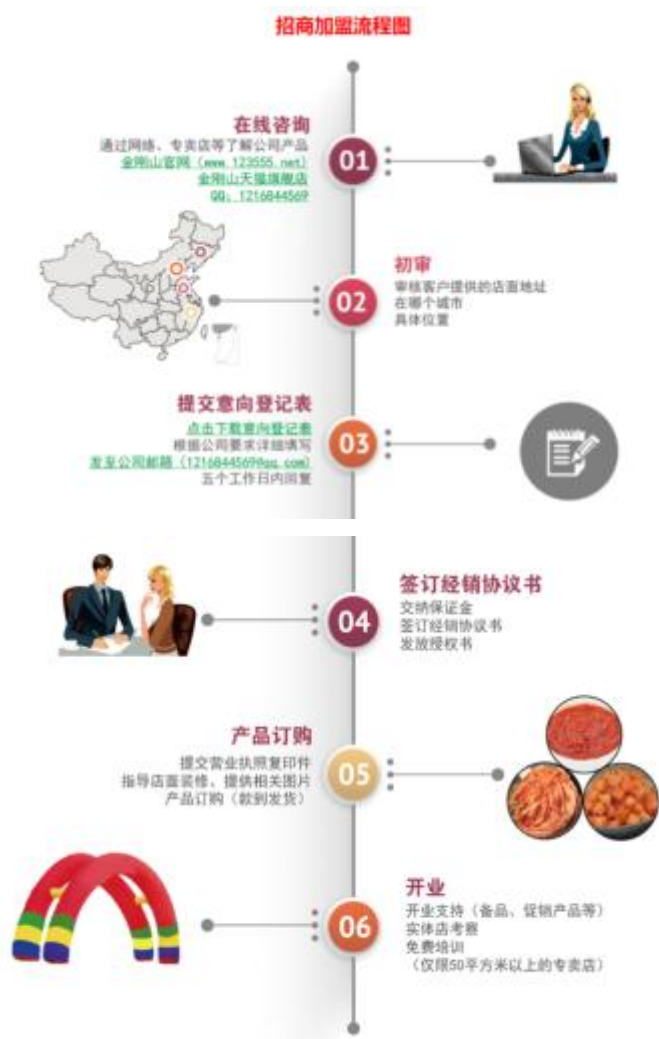 招商加盟流程图
在线咨询
通过网络、专卖店等了解公司产品
金刚山官网（www.123555.net）
金刚山天猫旗舰店
QQ：1216844569
01
02
初审
审核客户提供的店面地址
在哪个城市
具体位置
提交意向登记表
点击下载意向登记表
根据公司要求详细填写
发至公司邮箱（1216844569@qq.com）
五个工作日内回复
03
04
签订经销协议书
交纳保证金
签订经销协议书
发放授权书
产品订购
提交营业执照复印件
指导店面装修、提供相关图片
产品订购（款到发货）
05
06
开业
开业支持（备品、促销产品等）
实体店考察
免费培训
（仅限50平方米以上的专卖店）